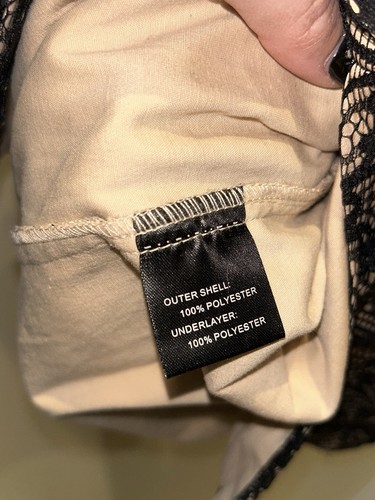 OUTER SHELL:
100% POLYESTER
UNDERLAYER:
100% POLYESTER